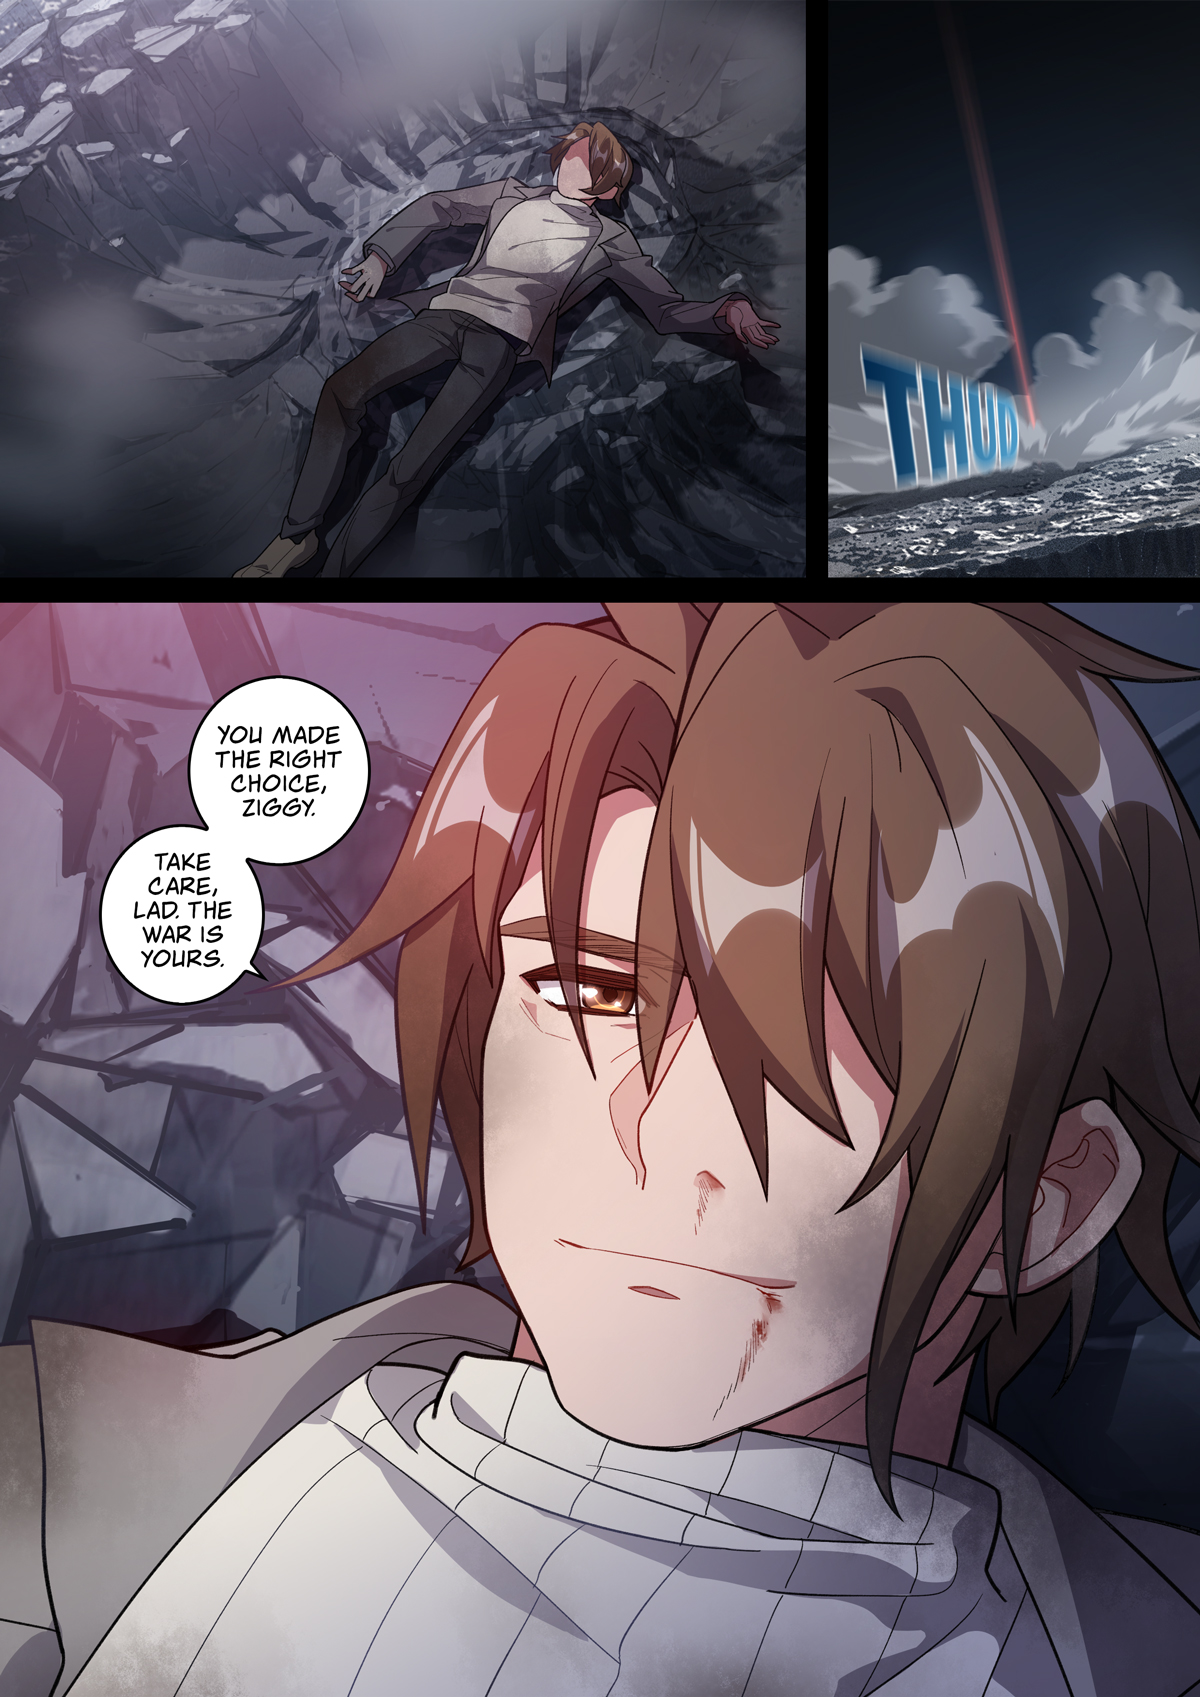 THUD
YOU MADE
THE RIGHT
CHOICE,
ZIGGY.
TAKE
CARE,
LAD. THE
WAR IS
YOURS.